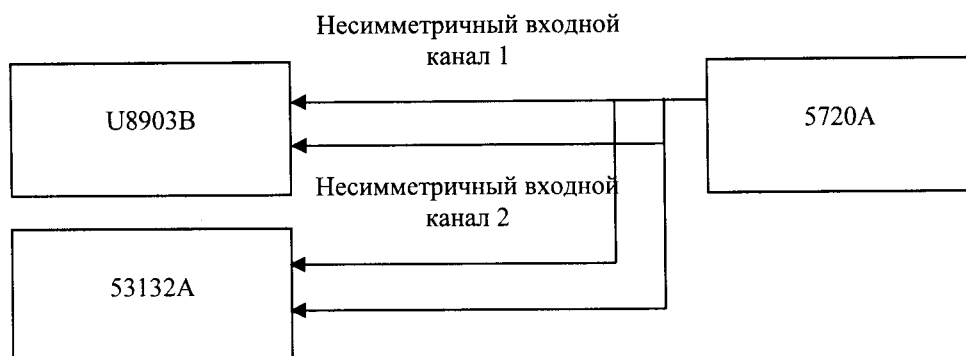 Несимметричный входной
канал 1
U8903B
5720A
Несимметричный входной
канал 2
53132A